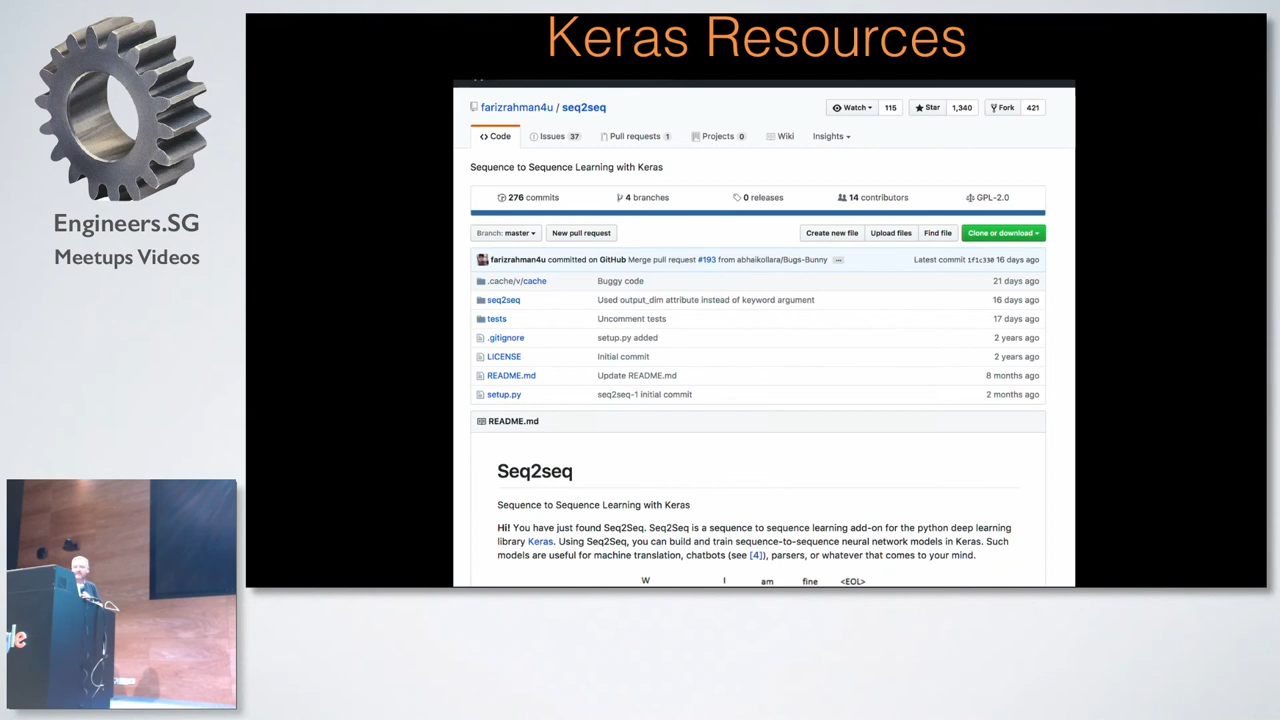 Keras Resources
Engineers.SG
Meetups Videos
farizrahman4u / seq2seq
Watch 115 Star 1,340 Fork 421
Code Issues 37 Pull requests 1 Projects 0 Wiki Insights
Sequence to Sequence Learning with Keras
276 commits 4 branches 0 releases 14 contributors GPL-2.0
Branch: master New pull request Create new file Upload files Find file Clone or download
farizrahman4u committed on GitHub Merge pull request #193 from abhaikollara/Bugs-Bunny ... Latest commit 1f1c330 16 days ago
.cache/v/cache Buggy code 21 days ago
seq2seq Used output_dim attribute instead of keyword argument 16 days ago
tests Uncomment tests 17 days ago
.gitignore setup.py added 2 years ago
LICENSE Initial commit 2 years ago
README.md Update README.md 8 months ago
setup.py seq2seq-1 initial commit 2 months ago
README.md
Seq2seq
Sequence to Sequence Learning with Keras
Hi! You have just found Seq2Seq. Seq2Seq is a sequence to sequence learning add-on for the python deep learning
library Keras. Using Seq2Seq, you can build and train sequence-to-sequence neural network models in Keras. Such
models are useful for machine translation, chatbots (see [4]), parsers, or whatever that comes to your mind.
W I am fine <EOL>
gle